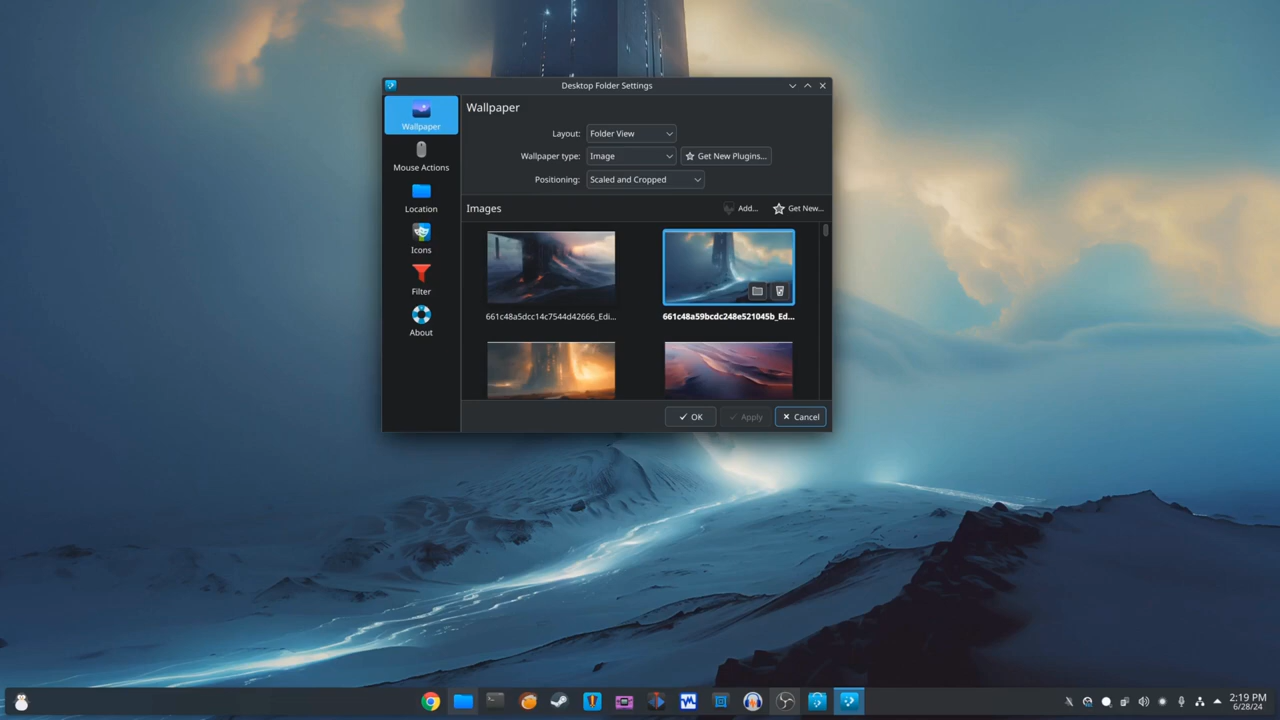 Desktop Folder Settings
Wallpaper
Mouse Actions
Location
Icons
Filter
About
Wallpaper
Layout: Folder View
Wallpaper type: Image Get New Plugins...
Positioning: Scaled and Cropped
Images Add... Get New...
661c48a5dcc14c7544d42666_Edi...
661c48a59bcdc248e521045b_Ed...
OK Apply Cancel
2:19 PM
6/28/24